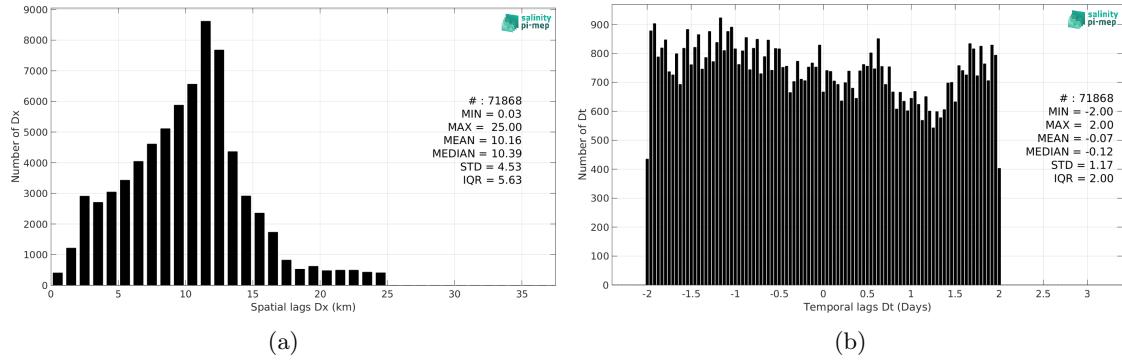 9000
8000
7000
6000
5000
4000
3000
2000
1000
0
Number of Dx
0 5 10 15 20 25 30 35
Spatial lags Dx (km)
salinity
pi-mep
# : 71868
MIN = 0.03
MAX = 25.00
MEAN = 10.16
MEDIAN = 10.39
STD = 4.53
IQR = 5.63
(a)
900
800
700
600
500
400
300
200
100
0
Number of Dt
-2 -1.5 -1 -0.5 0 0.5 1 1.5 2 2.5 3
Temporal lags Dt (Days)
salinity
pi-mep
# : 71868
MIN = -2.00
MAX = 2.00
MEAN = -0.07
MEDIAN = -0.12
STD = 1.17
IQR = 2.00
(b)